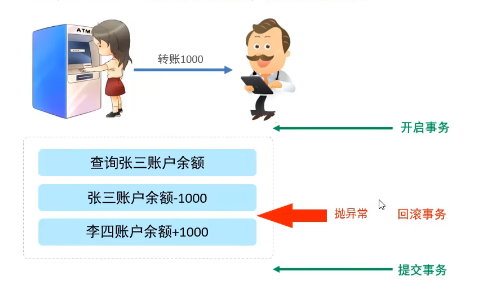 ATM
转账1000
开启事务
查询张三账户余额
张三账户余额-1000
抛异常
回滚事务
李四账户余额+1000
提交事务